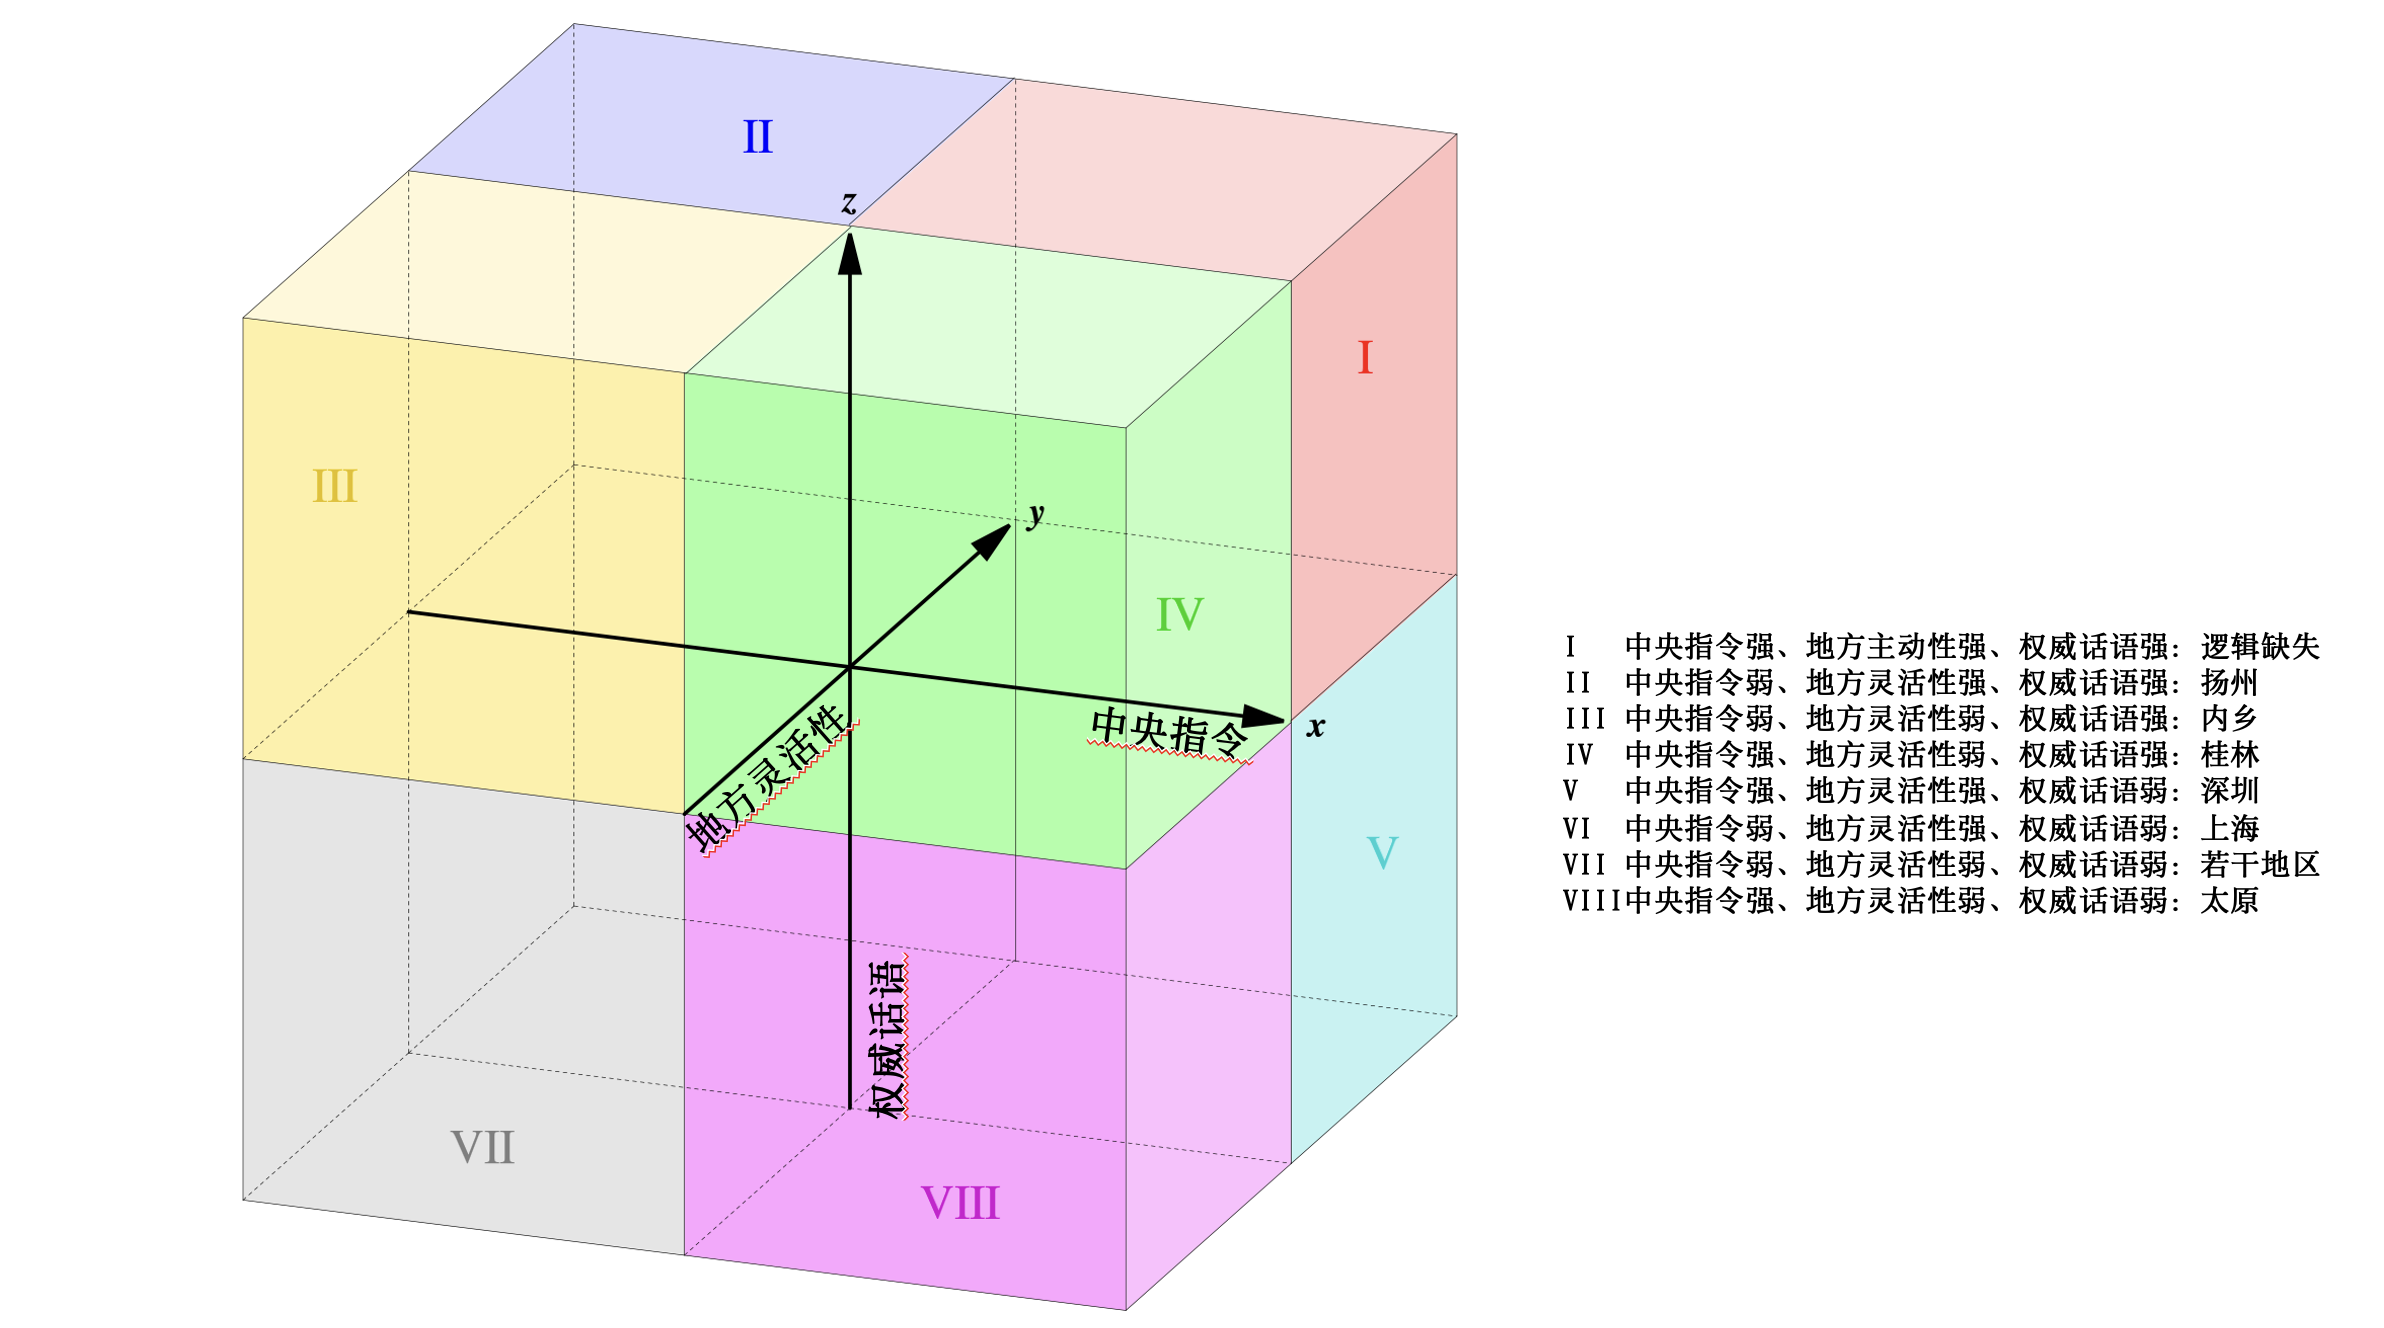 II
z
I
III
y
IV
x
中央指令
地方灵活性
V
权威话语
VII
VIII
I 中央指令强、地方主动性强、权威话语强：逻辑缺失
II 中央指令弱、地方灵活性强、权威话语强：扬州
III 中央指令弱、地方灵活性弱、权威话语强：内乡
IV 中央指令强、地方灵活性弱、权威话语强：桂林
V 中央指令强、地方灵活性强、权威话语弱：深圳
VI 中央指令弱、地方灵活性强、权威话语弱：上海
VII 中央指令弱、地方灵活性弱、权威话语弱：若干地区
VIII中央指令强、地方灵活性弱、权威话语弱：太原